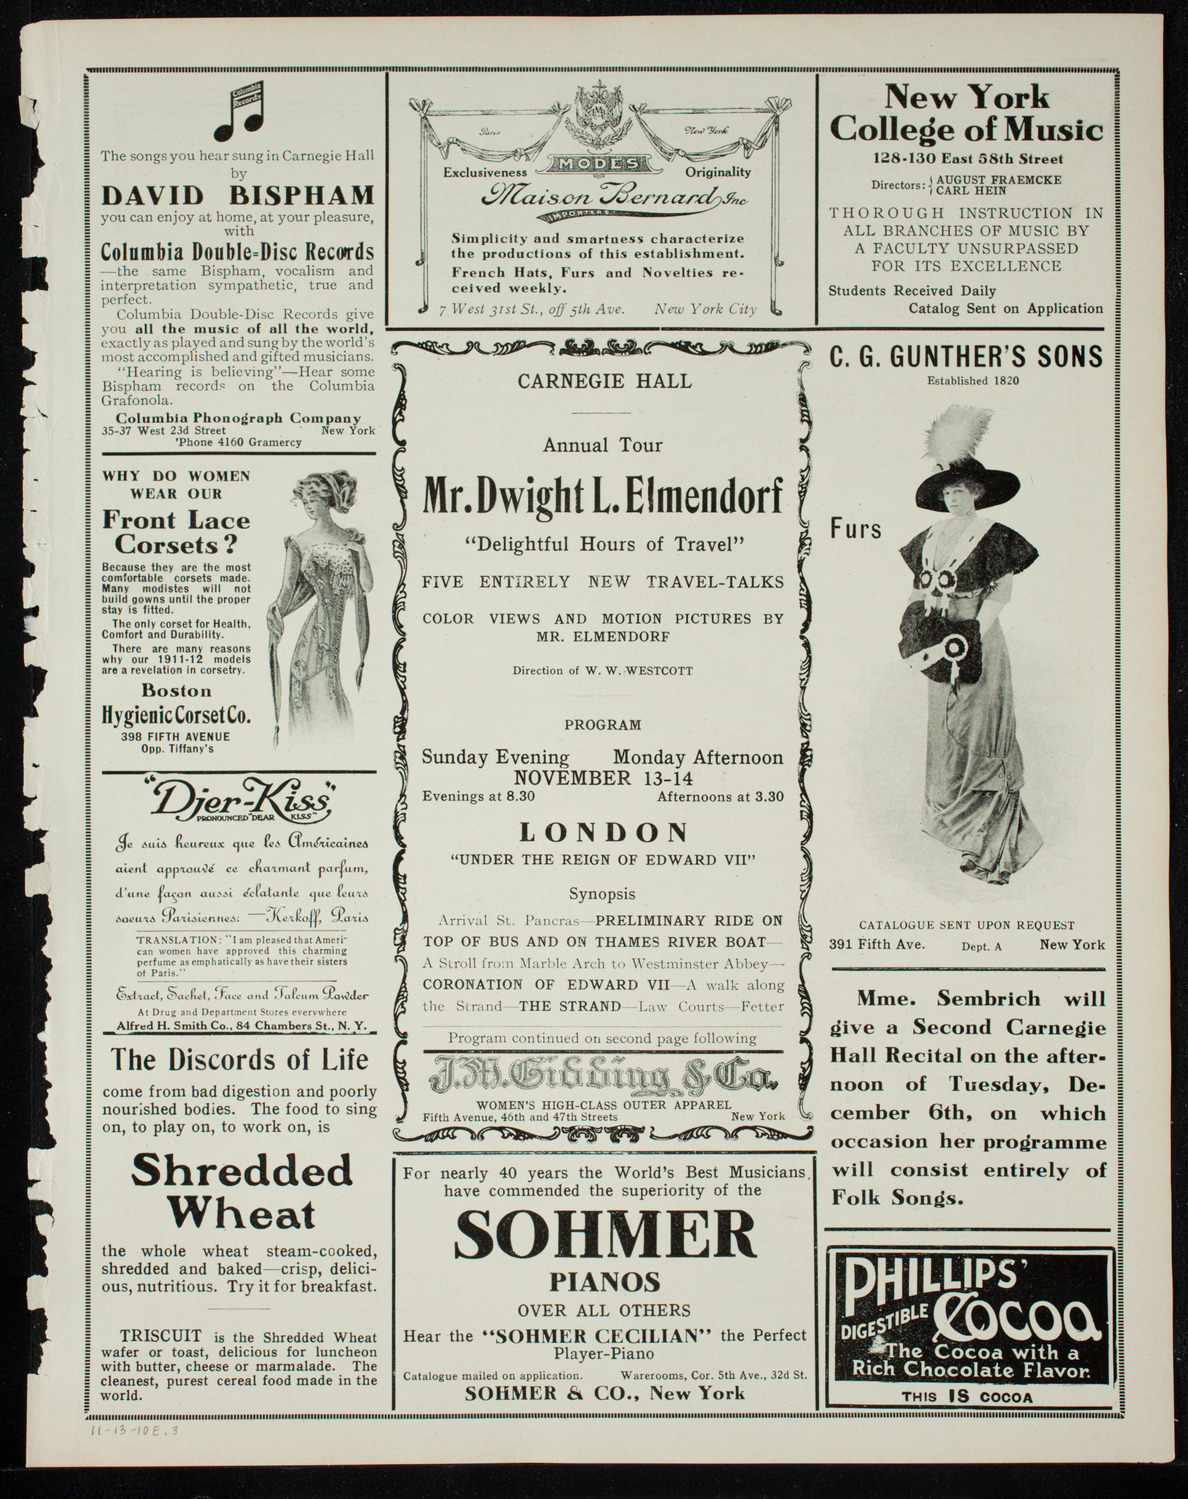 Columbia
Records
The songs you hear sung in Carnegie Hall
by
DAVID BISPHAM
you can enjoy at home, at your pleasure,
with
Columbia Double=Disc Records
—the same Bispham, vocalism and
interpretation sympathetic, true and
perfect.
Columbia Double-Disc Records give
you all the music of all the world,
exactly as played and sung by the world's
most accomplished and gifted musicians.
"Hearing is believing"—Hear some
Bispham records on the Columbia
Grafonola.
Columbia Phonograph Company
35-37 West 23d Street New York
'Phone 4160 Gramercy
WHY DO WOMEN
WEAR OUR
Front Lace
Corsets?
Because they are the most
comfortable corsets made.
Many modistes will not
build gowns until the proper
stay is fitted.
The only corset for Health,
Comfort and Durability.
There are many reasons
why our 1911-12 models
are a revelation in corsetry.
Boston
Hygienic Corset Co.
398 FIFTH AVENUE
Opp. Tiffany's
"Djer-Kiss"
PRONOUNCED "DEAR KISS"
Je suis heureux que les Américaines
aient approuvé ce charmant parfum,
d'une façon aussi éclatante que leurs
soeurs Parisiennes: —Kerkoff, Paris
TRANSLATION: "I am pleased that Ameri-
can women have approved this charming
perfume as emphatically as have their sisters
of Paris."
Extract, Sachet, Face and Talcum Powder
At Drug and Department Stores everywhere
Alfred H. Smith Co., 84 Chambers St., N. Y.
The Discords of Life
come from bad digestion and poorly
nourished bodies. The food to sing
on, to play on, to work on, is
Shredded
Wheat
the whole wheat steam-cooked,
shredded and baked—crisp, delici-
ous, nutritious. Try it for breakfast.
TRISCUIT is the Shredded Wheat
wafer or toast, delicious for luncheon
with butter, cheese or marmalade. The
cleanest, purest cereal food made in the
world.
Paris New York
MODES
Exclusiveness Originality
Maison Bernard Inc
IMPORTERS
Simplicity and smartness characterize
the productions of this establishment.
French Hats, Furs and Novelties re-
ceived weekly.
7 West 31st St., off 5th Ave. New York City
CARNEGIE HALL
Annual Tour
Mr. Dwight L. Elmendorf
"Delightful Hours of Travel"
FIVE ENTIRELY NEW TRAVEL-TALKS
COLOR VIEWS AND MOTION PICTURES BY
MR. ELMENDORF
Direction of W. W. WESTCOTT
PROGRAM
Sunday Evening Monday Afternoon
NOVEMBER 13-14
Evenings at 8.30 Afternoons at 3.30
LONDON
"UNDER THE REIGN OF EDWARD VII"
Synopsis
Arrival St. Pancras—PRELIMINARY RIDE ON
TOP OF BUS AND ON THAMES RIVER BOAT—
A Stroll from Marble Arch to Westminster Abbey—
CORONATION OF EDWARD VII—A walk along
the Strand—THE STRAND—Law Courts—Fetter
Program continued on second page following
J.M. Gidding & Co.
WOMEN'S HIGH-CLASS OUTER APPAREL
Fifth Avenue, 46th and 47th Streets New York
For nearly 40 years the World's Best Musicians
have commended the superiority of the
SOHMER
PIANOS
OVER ALL OTHERS
Hear the "SOHMER CECILIAN" the Perfect
Player-Piano
Catalogue mailed on application. Warerooms, Cor. 5th Ave., 32d St.
SOHMER & CO., New York
New York
College of Music
128-130 East 58th Street
Directors: { AUGUST FRAEMCKE
CARL HEIN
THOROUGH INSTRUCTION IN
ALL BRANCHES OF MUSIC BY
A FACULTY UNSURPASSED
FOR ITS EXCELLENCE
Students Received Daily
Catalog Sent on Application
C. G. GUNTHER'S SONS
Established 1820
Furs
CATALOGUE SENT UPON REQUEST
391 Fifth Ave. Dept. A New York
Mme. Sembrich will
give a Second Carnegie
Hall Recital on the after-
noon of Tuesday, De-
cember 6th, on which
occasion her programme
will consist entirely of
Folk Songs.
PHILLIPS'
DIGESTIBLE COCOA
The Cocoa with a
Rich Chocolate Flavor.
THIS IS COCOA
11-13-10E.3